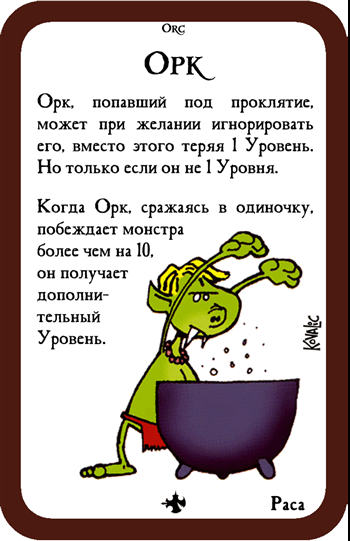 Orc
Орк
Орк, попавший под проклятие,
может при желании игнорировать
его, вместо этого теряя 1 Уровень.
Но только если он не 1 Уровня.
Когда Орк, сражаясь в одиночку,
побеждает монстра
более чем на 10,
он получает
дополни-
тельный
Уровень.
Kovalic
Раса